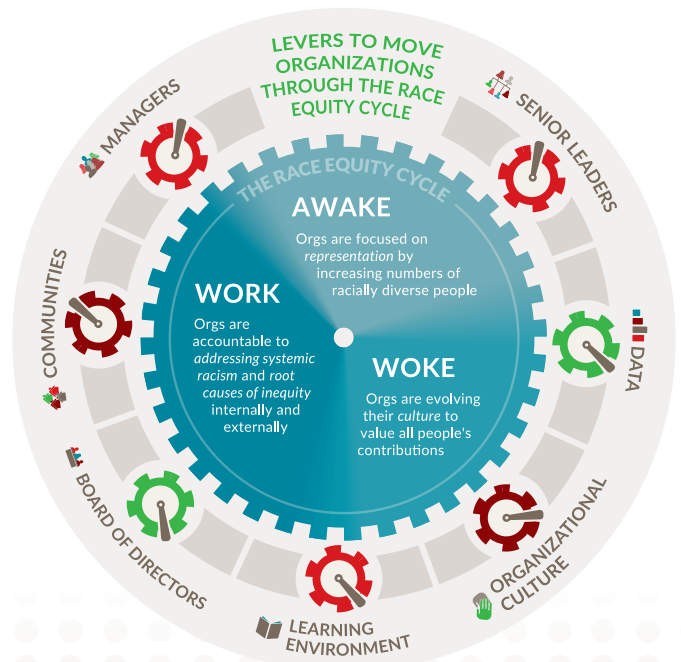 LEVERS TO MOVE
ORGANIZATIONS
THROUGH THE RACE
EQUITY CYCLE
SENIOR LEADERS
DATA
ORGANIZATIONAL
CULTURE
LEARNING
ENVIRONMENT
BOARD OF DIRECTORS
COMMUNITIES
MANAGERS
THE RACE EQUITY CYCLE
AWAKE
Orgs are focused on
representation by
increasing numbers of
racially diverse people
WOKE
Orgs are evolving
their culture to
value all people's
contributions
WORK
Orgs are
accountable to
addressing systemic
racism and root
causes of inequity
internally and
externally